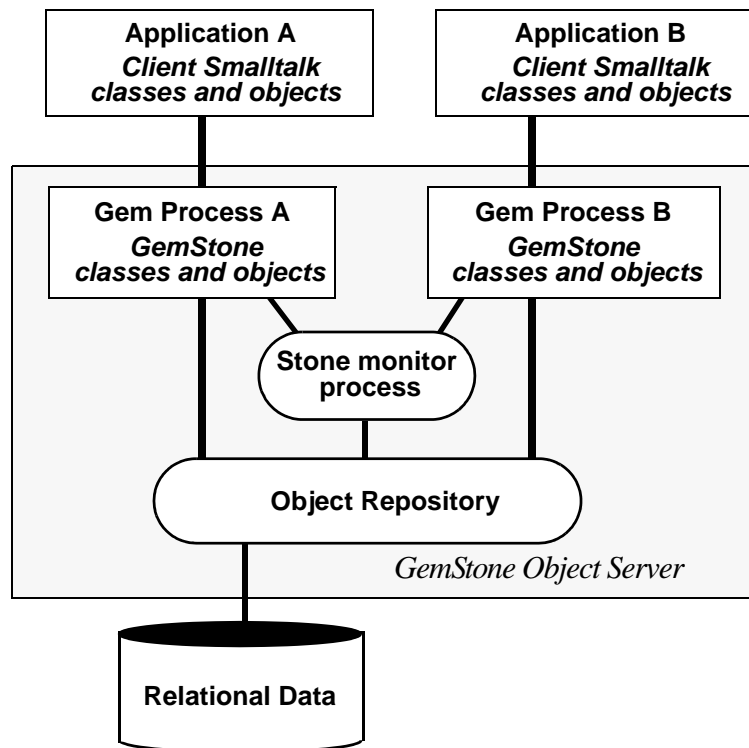 Application A
Client Smalltalk
classes and objects
Application B
Client Smalltalk
classes and objects
Gem Process A
GemStone
classes and objects
Gem Process B
GemStone
classes and objects
Stone monitor
process
Object Repository
GemStone Object Server
Relational Data